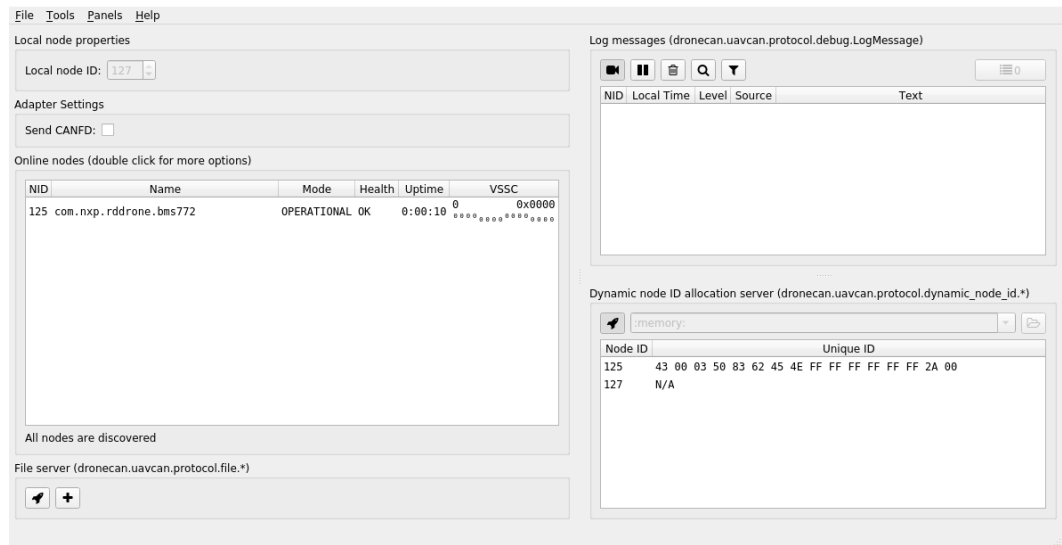 File Tools Panels Help
Local node properties
Local node ID: 127
Adapter Settings
Send CANFD:
Online nodes (double click for more options)
NID Name Mode Health Uptime VSSC
125 com.nxp.rddrone.bms772 OPERATIONAL OK 0:00:10 0 0x0000
0000 0000 0000 0000
All nodes are discovered
File server (dronecan.uavcan.protocol.file.*)
Log messages (dronecan.uavcan.protocol.debug.LogMessage)
0
NID Local Time Level Source Text
Dynamic node ID allocation server (dronecan.uavcan.protocol.dynamic_node_id.*)
:memory:
Node ID Unique ID
125 43 00 03 50 83 62 45 4E FF FF FF FF FF FF 2A 00
127 N/A